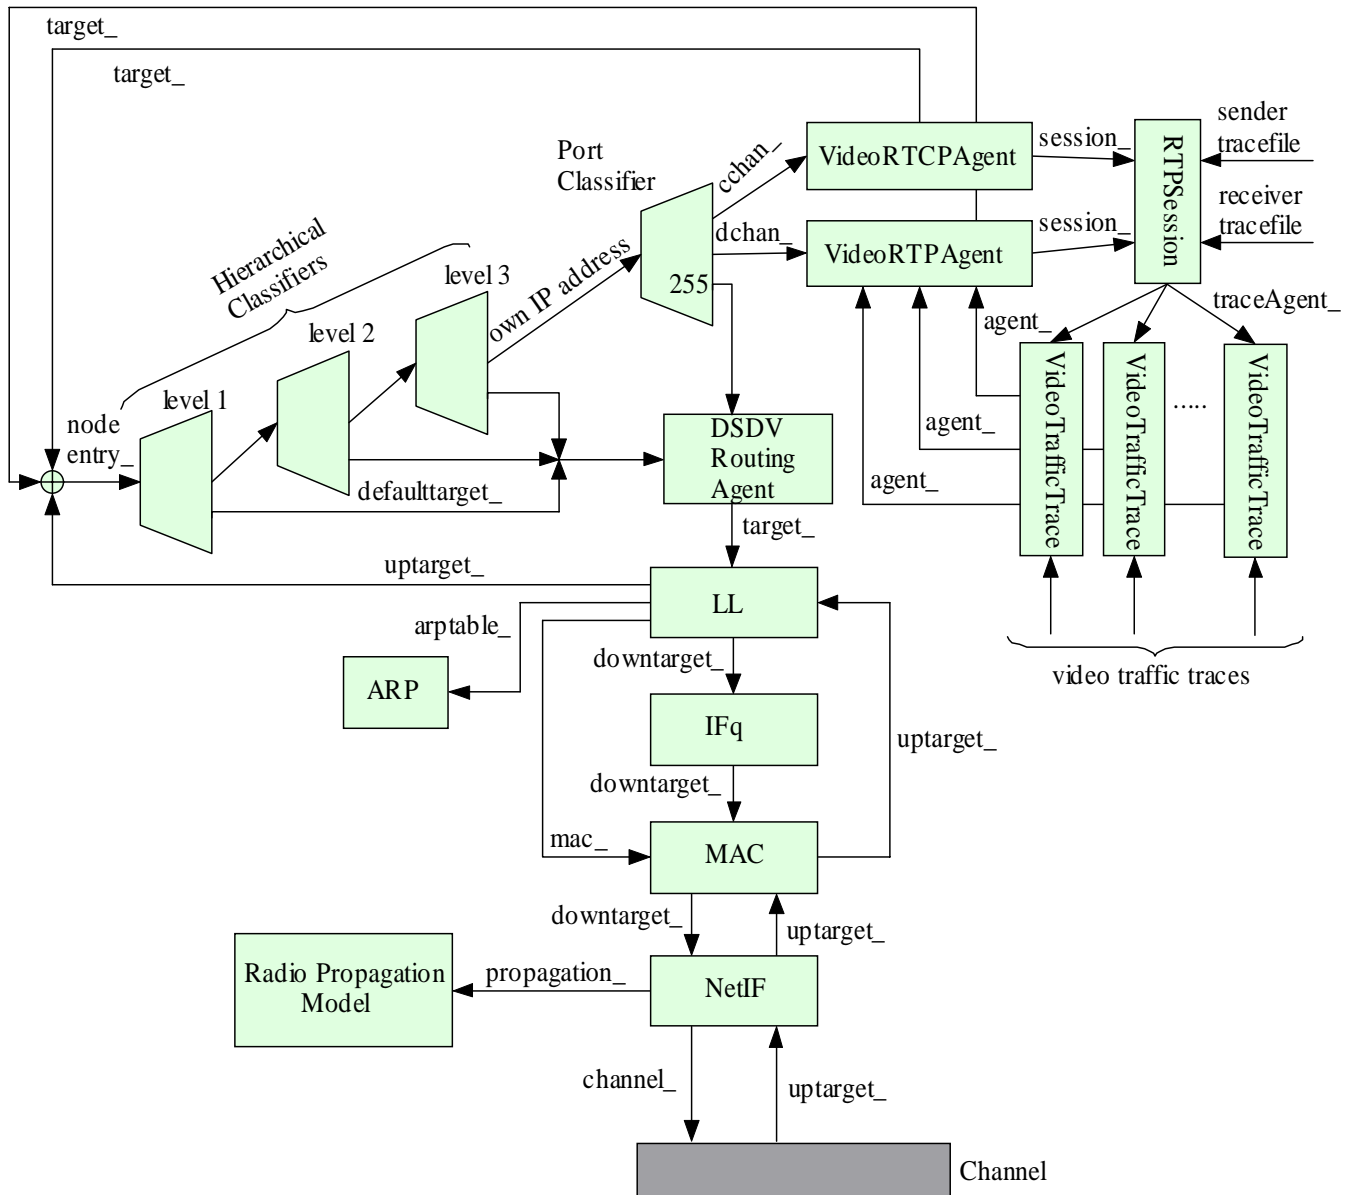 target_
target_
Port
Classifier
cchan_
VideoRTCPAgent
session_
RTPSession
sender
tracefile
receiver
tracefile
dchan_
VideoRTPAgent
session_
255
Hierarchical
Classifiers
level 3
own IP address
level 2
level 1
node
entry_
defaulttarget_
DSDV
Routing
Agent
traceAgent_
agent_
agent_
agent_
VideoTrafficTrace
VideoTrafficTrace
.....
VideoTrafficTrace
video traffic traces
target_
uptarget_
LL
arptable_
ARP
downtarget_
IFq
uptarget_
downtarget_
mac_
MAC
downtarget_
uptarget_
Radio Propagation
Model
propagation_
NetIF
channel_
uptarget_
Channel